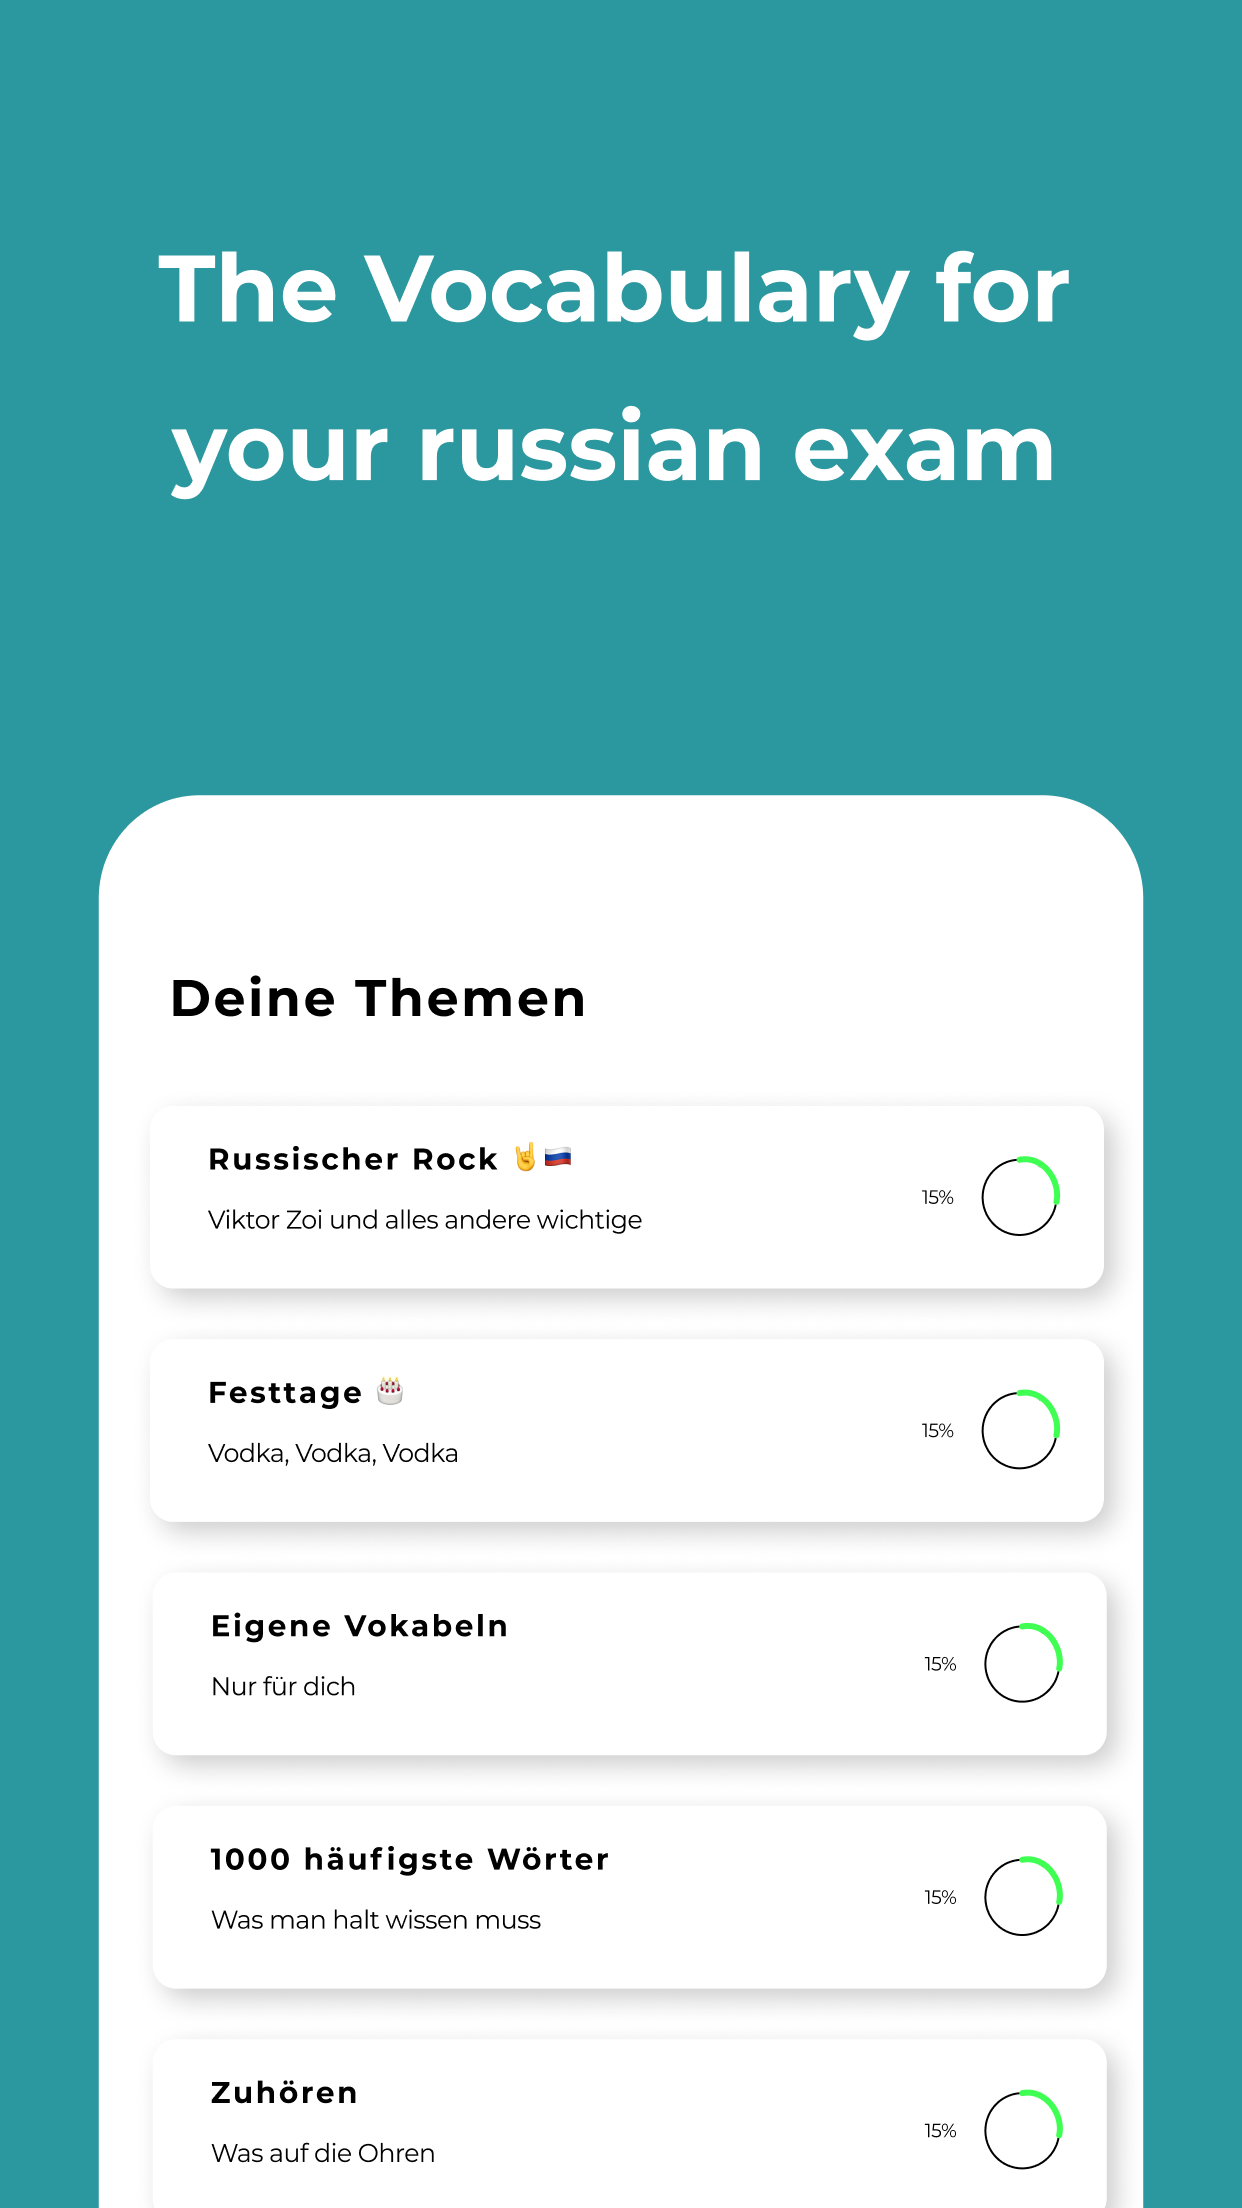 The Vocabulary for
your russian exam
Deine Themen
Russischer Rock 🤘🇷🇺
Viktor Zoi und alles andere wichtige
15%
Festtage 🎂
Vodka, Vodka, Vodka
15%
Eigene Vokabeln
Nur für dich
15%
1000 häufigste Wörter
Was man halt wissen muss
15%
Zuhören
Was auf die Ohren
15%